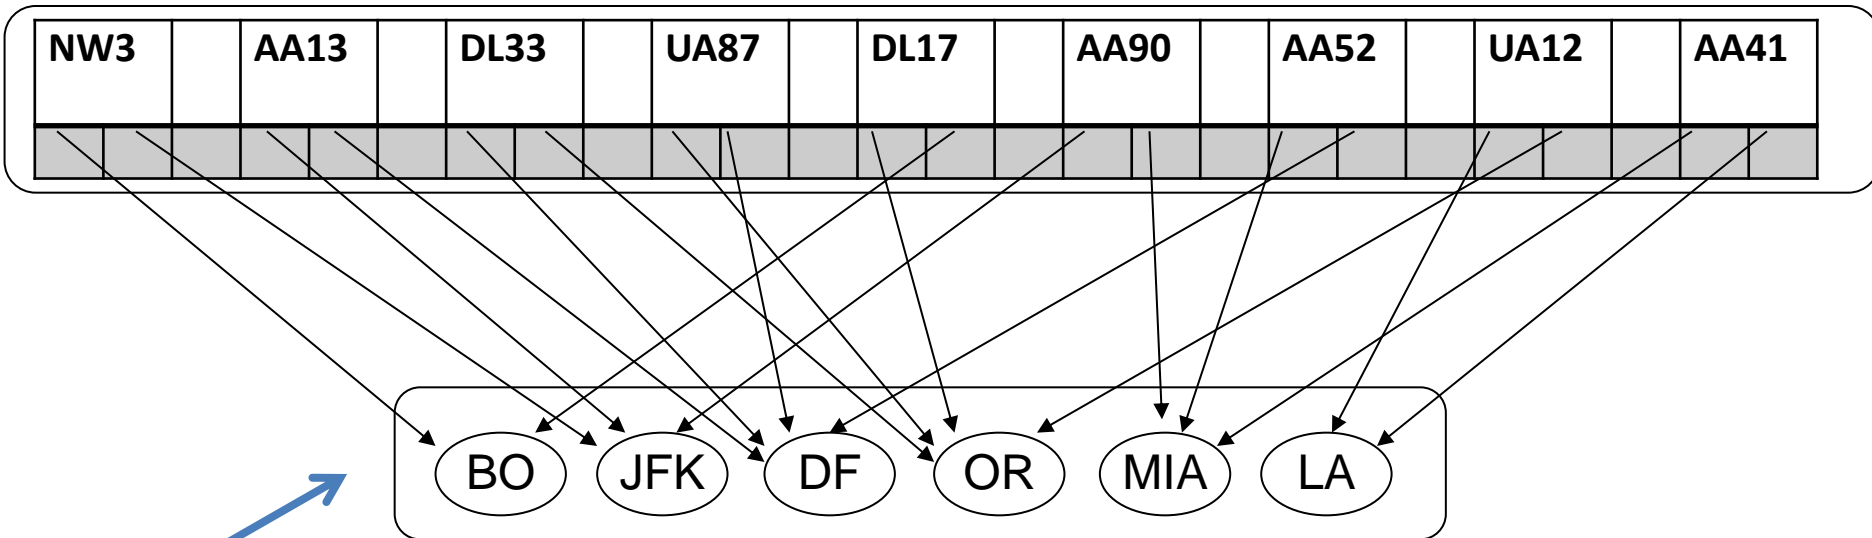 NW3 AA13 DL33 UA87 DL17 AA90 AA52 UA12 AA41
BO JFK DF OR MIA LA